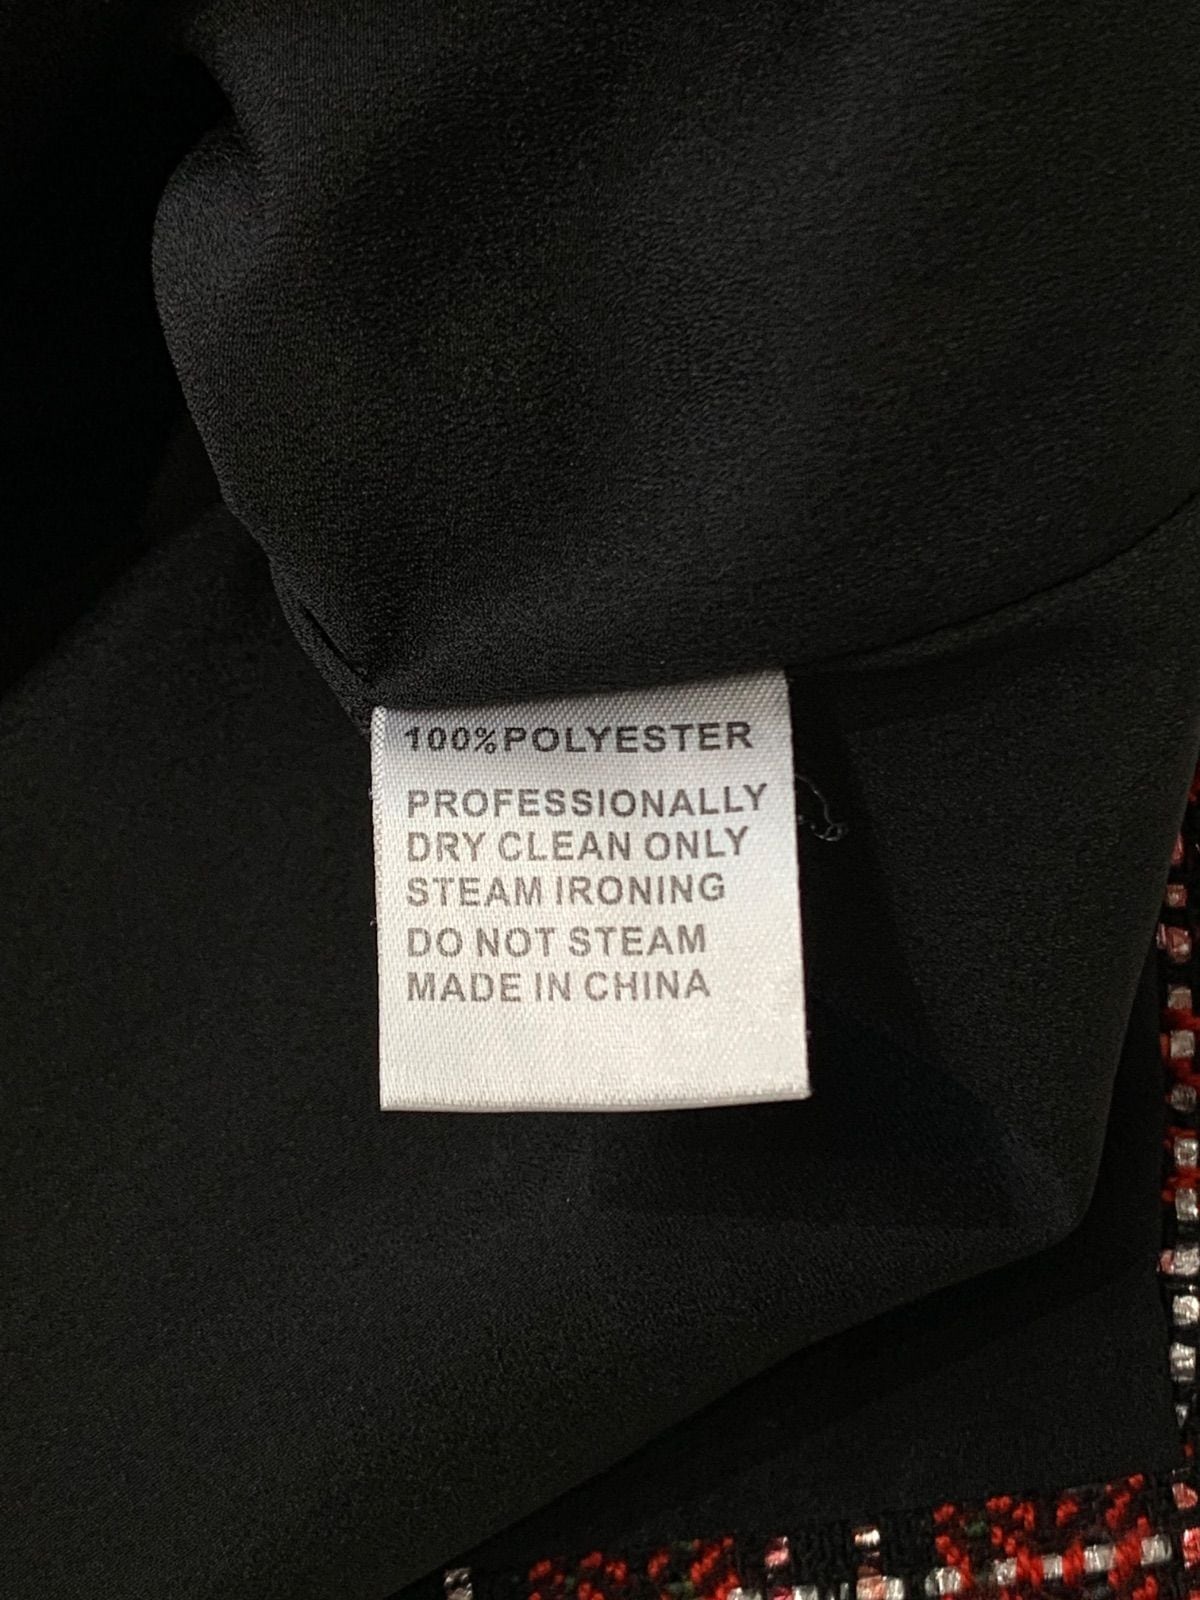 100%POLYESTER
PROFESSIONALLY
DRY CLEAN ONLY
STEAM IRONING
DO NOT STEAM
MADE IN CHINA